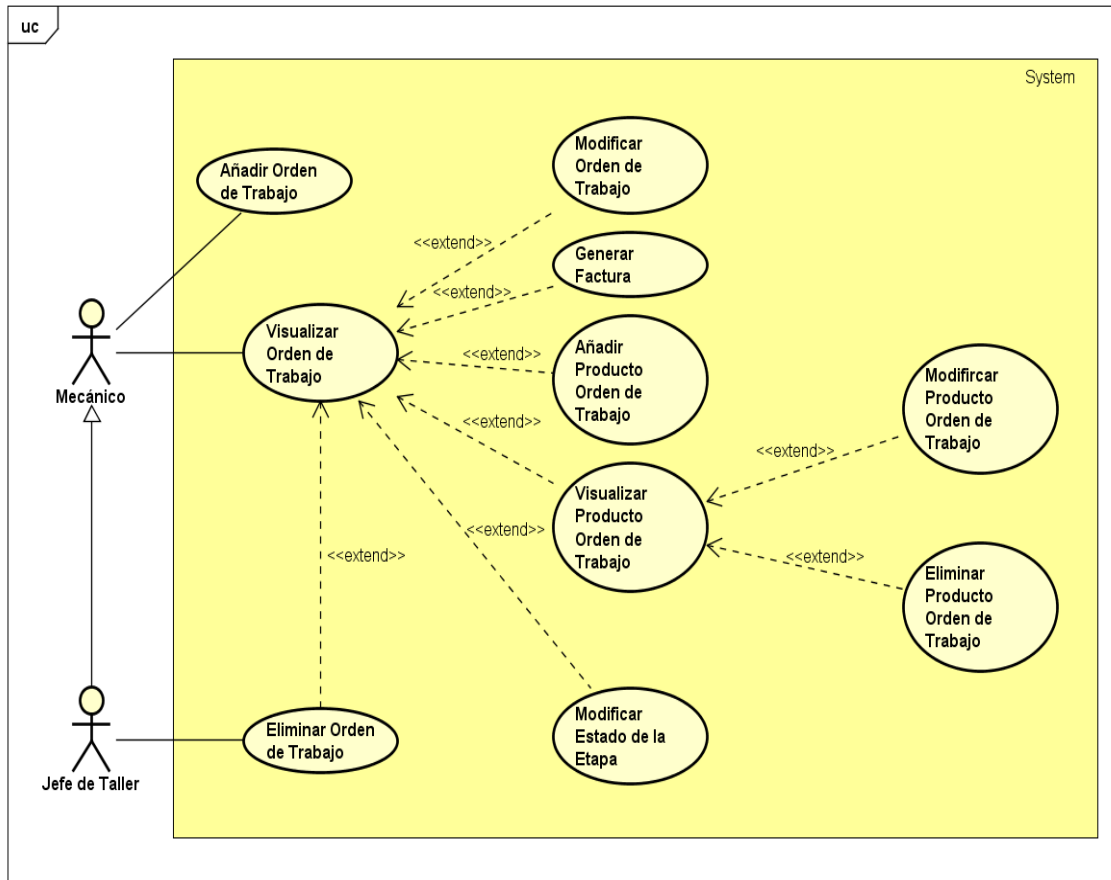 uc
System
Añadir Orden
de Trabajo
Modificar
Orden de
Trabajo
<<extend>>
Generar
Factura
<<extend>>
Visualizar
Orden de
Trabajo
Añadir
Producto
Orden de
Trabajo
<<extend>>
Mecánico
Modifircar
Producto
Orden de
Trabajo
<<extend>>
<<extend>>
Visualizar
Producto
Orden de
Trabajo
<<extend>>
<<extend>>
<<extend>>
Eliminar
Producto
Orden de
Trabajo
Eliminar Orden
de Trabajo
Modificar
Estado de la
Etapa
Jefe de Taller